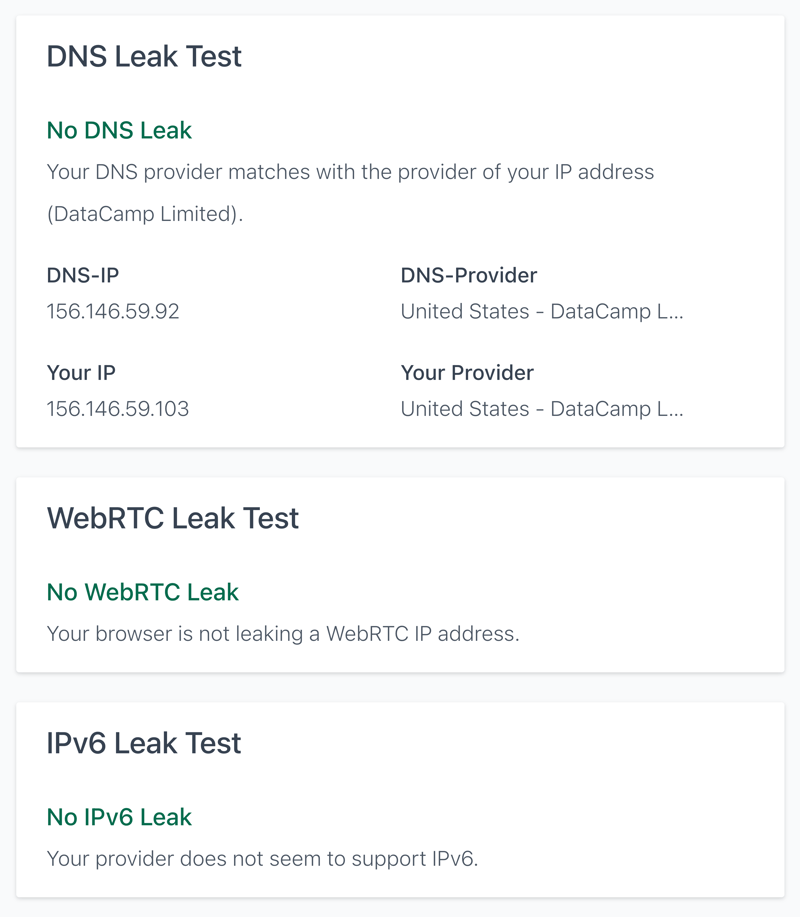 DNS Leak Test
No DNS Leak
Your DNS provider matches with the provider of your IP address
(DataCamp Limited).
DNS-IP
DNS-Provider
156.146.59.92
United States - DataCamp L...
Your IP
Your Provider
156.146.59.103
United States - DataCamp L...
WebRTC Leak Test
No WebRTC Leak
Your browser is not leaking a WebRTC IP address.
IPv6 Leak Test
No IPv6 Leak
Your provider does not seem to support IPv6.